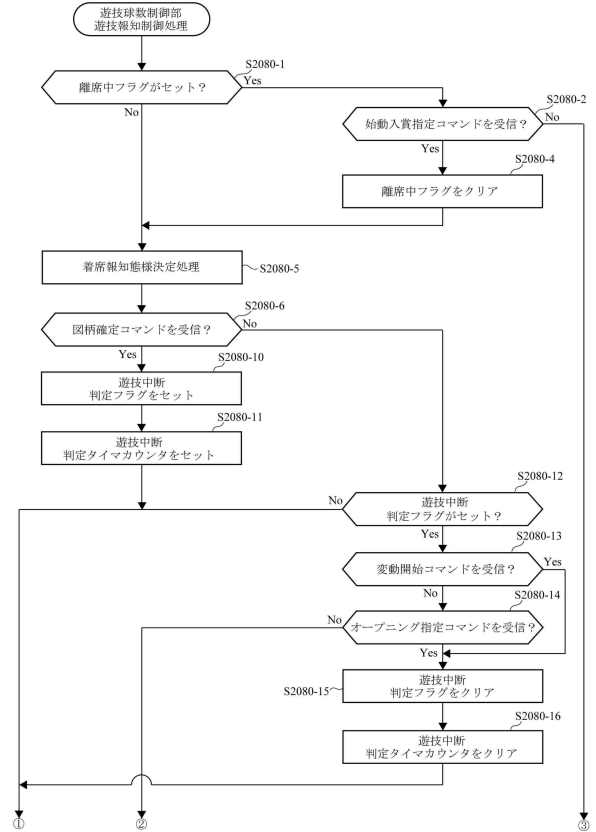 遊技球数制御部
遊技報知制御処理
S2080-1
離席中フラグがセット？
Yes
No
S2080-2
始動入賞指定コマンドを受信？
No
Yes
S2080-4
離席中フラグをクリア
着席報知態様決定処理
S2080-5
S2080-6
図柄確定コマンドを受信？
No
Yes
S2080-10
遊技中断
判定フラグをセット
S2080-11
遊技中断
判定タイマカウンタをセット
S2080-12
No
遊技中断
判定フラグがセット？
Yes
S2080-13
変動開始コマンドを受信？
Yes
No
S2080-14
No
オープニング指定コマンドを受信？
Yes
遊技中断
判定フラグをクリア
S2080-15
S2080-16
遊技中断
判定タイマカウンタをクリア
①
②
③